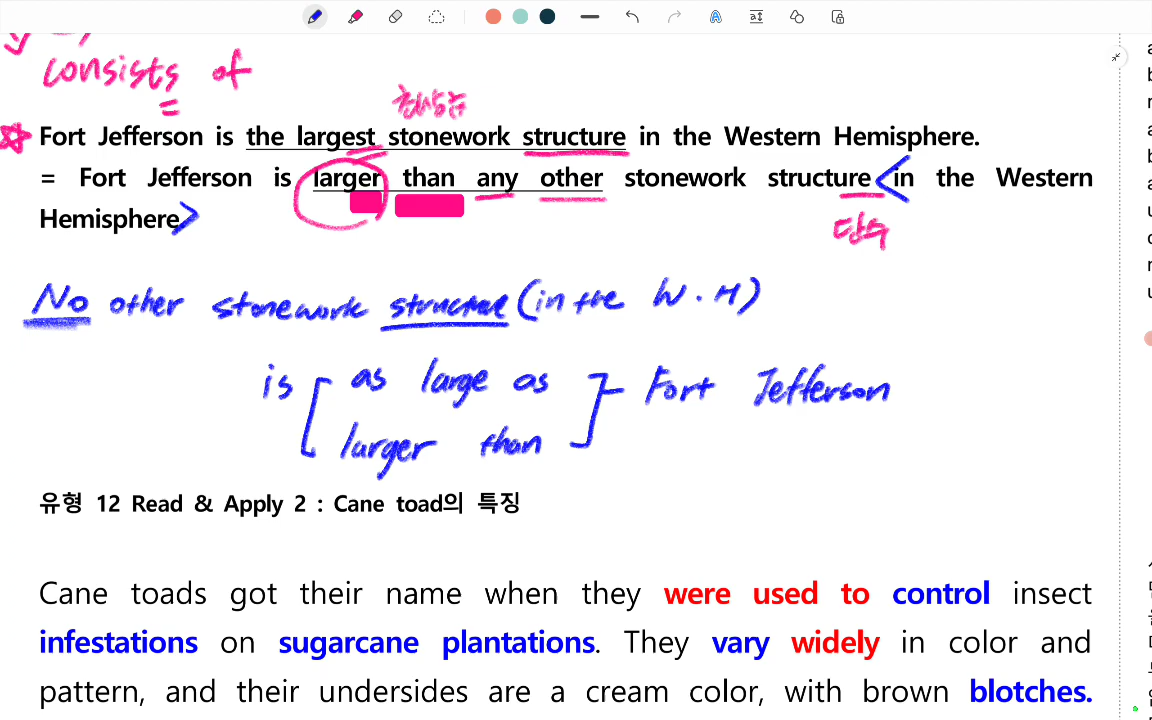 consists of
최상급
Fort Jefferson is the largest stonework structure in the Western Hemisphere.
= Fort Jefferson is larger than any other stonework structure <in the Western
Hemisphere>
단수
No other stonework structure (in the W.H)
is as large as Fort Jefferson
larger than
유형 12 Read & Apply 2 : Cane toad의 특징
Cane toads got their name when they were used to control insect
infestations on sugarcane plantations. They vary widely in color and
pattern, and their undersides are a cream color, with brown blotches.